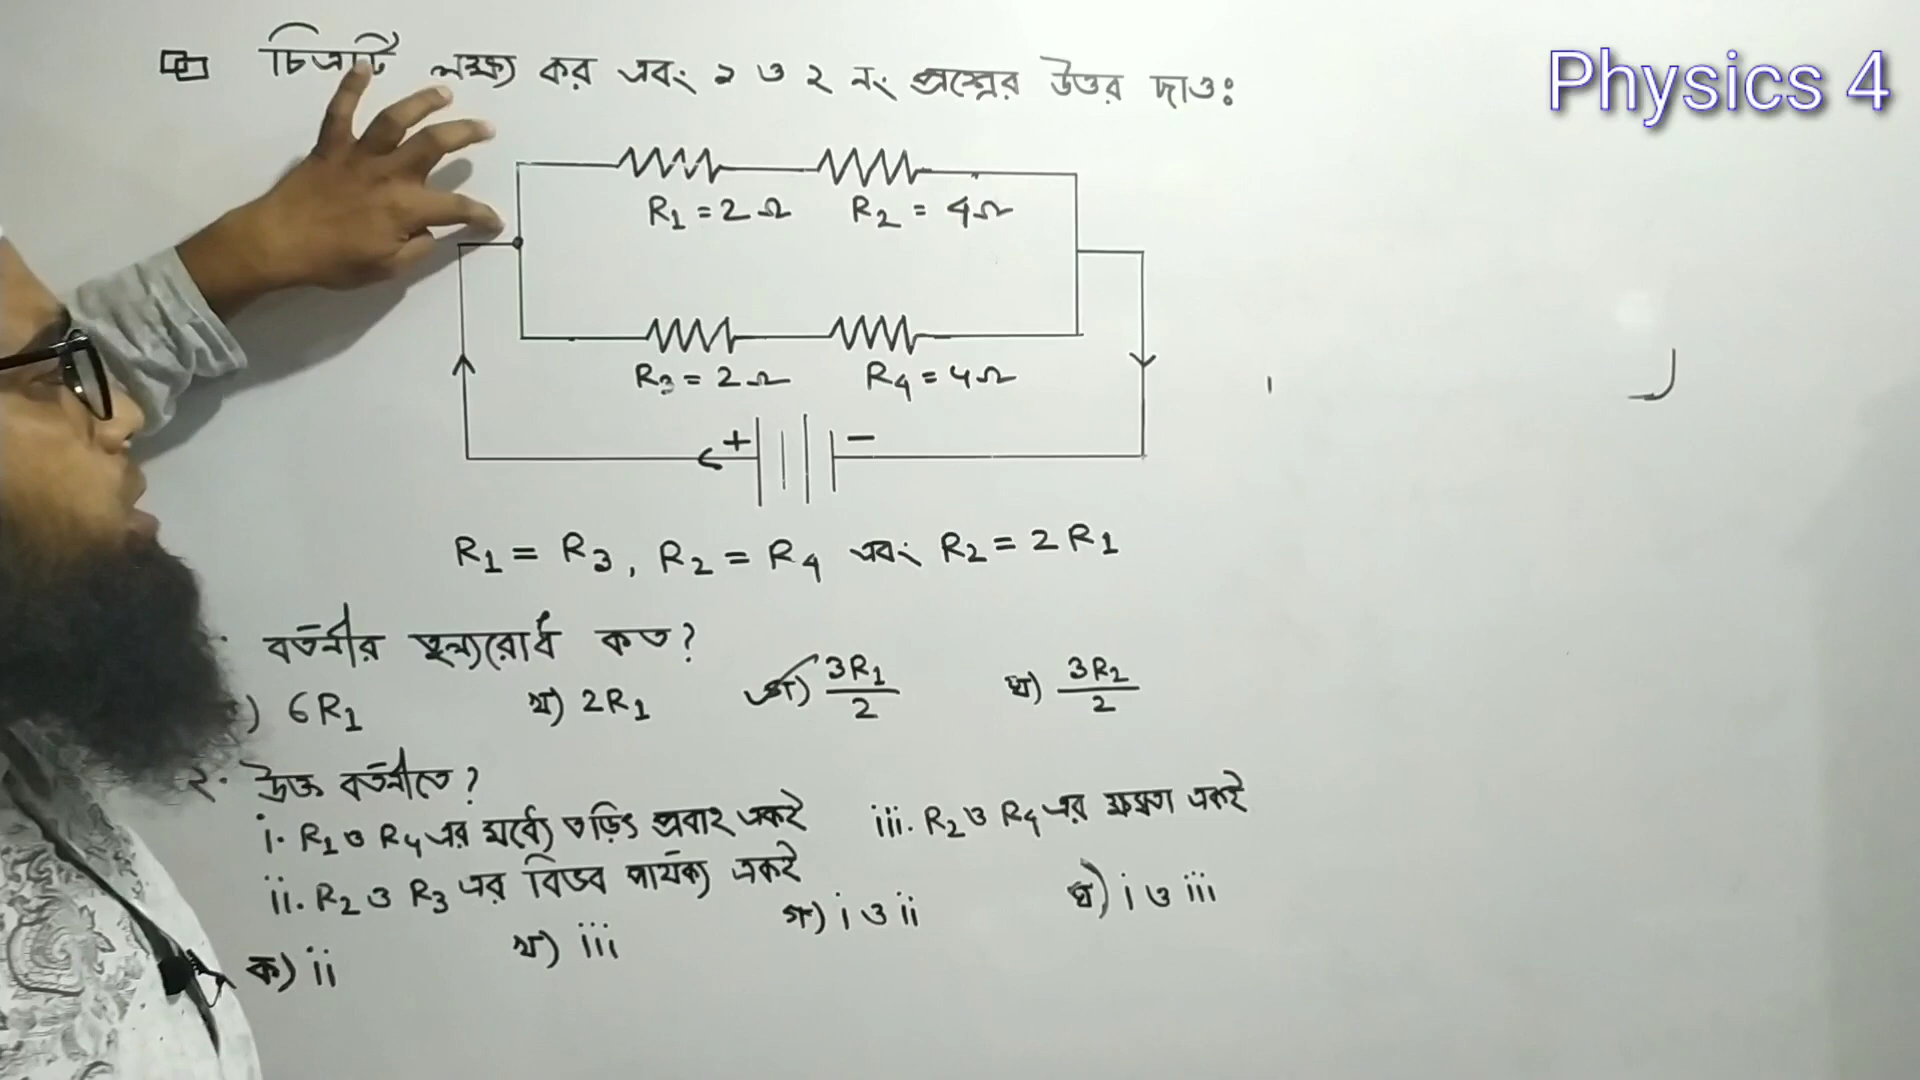 চিত্রটি লক্ষ্য কর এবং ১ ও ২ নং প্রশ্নের উত্তর দাও:
Physics 4
R1 = 2Ω R2 = 4Ω
R3 = 2Ω R4 = 4Ω
+ −
R1 = R3, R2 = R4 এবং R2 = 2R1
বর্তনীর তুল্যরোধ কত?
) 6R1 খ) 2R1 গ) 3R1/2 ঘ) 3R2/2
২. উক্ত বর্তনীতে?
i. R1 ও R4 এর মধ্যে তড়িৎ প্রবাহ একই iii. R2 ও R4 এর ক্ষমতা একই
ii. R2 ও R3 এর বিভব পার্থক্য একই
ক) ii খ) iii গ) i ও ii ঘ) i ও iii